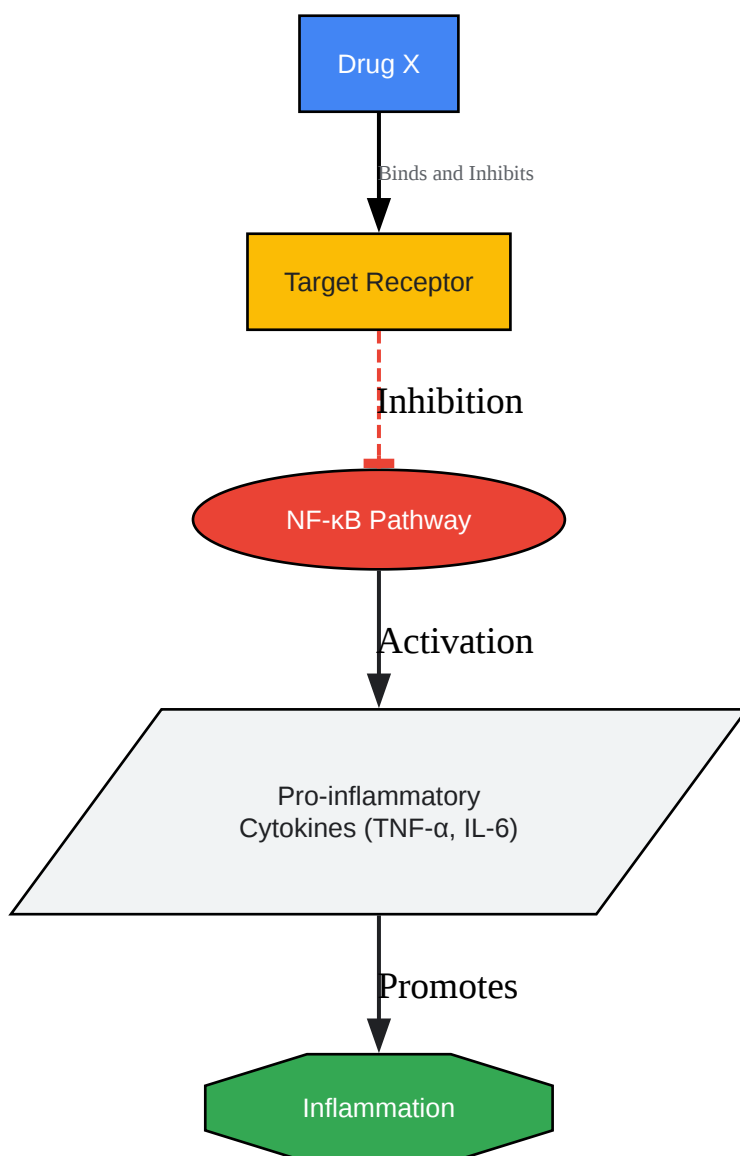 Drug X
Binds and Inhibits
Target Receptor
Inhibition
NF-κB Pathway
Activation
Pro-inflammatory
Cytokines (TNF-α, IL-6)
Promotes
Inflammation